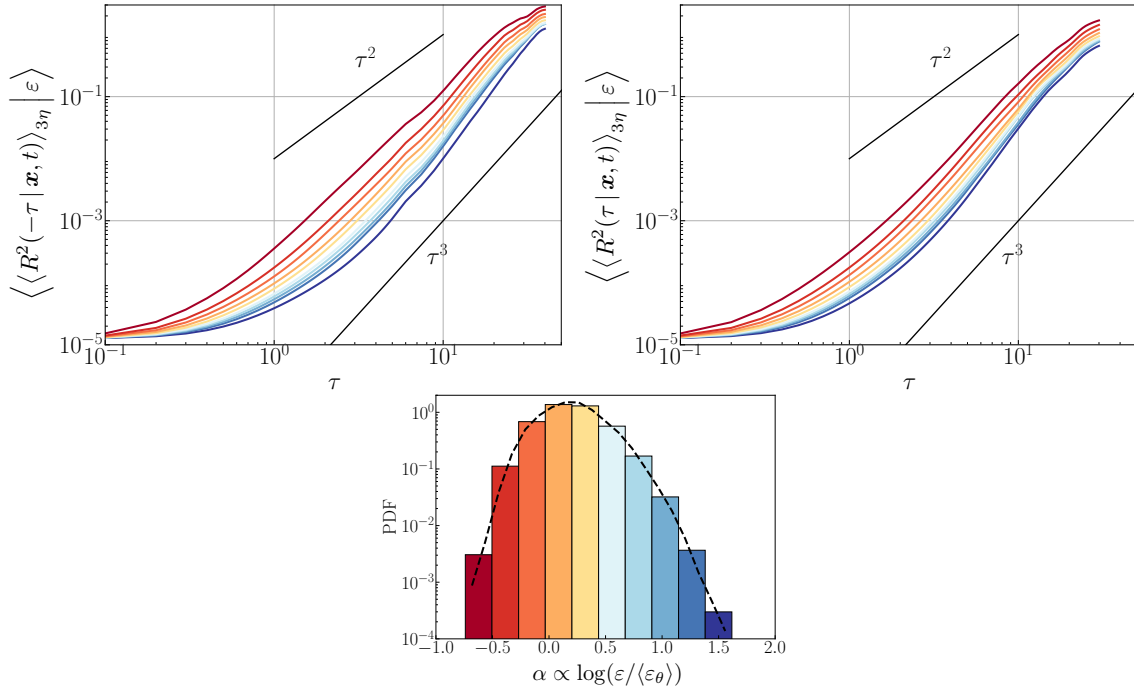 ⟨⟨R²(−τ | x, t)⟩₃η | ε⟩
10⁻¹
10⁻³
10⁻⁵
τ²
τ³
10⁻¹ 10⁰ 10¹
τ
⟨⟨R²(τ | x, t)⟩₃η | ε⟩
10⁻¹
10⁻³
10⁻⁵
τ²
τ³
10⁻¹ 10⁰ 10¹
τ
PDF
10⁰
10⁻¹
10⁻²
10⁻³
10⁻⁴
−1.0 −0.5 0.0 0.5 1.0 1.5 2.0
α ∝ log(ε/⟨ε_θ⟩)